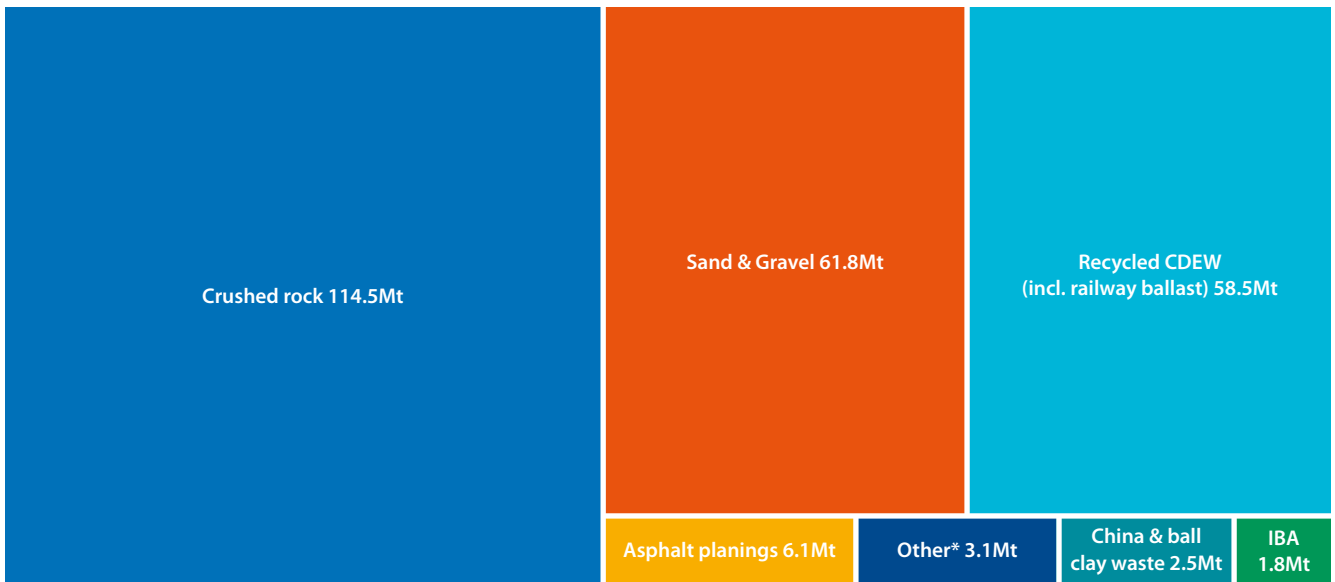 Crushed rock 114.5Mt
Sand & Gravel 61.8Mt
Recycled CDEW
(incl. railway ballast) 58.5Mt
Asphalt planings 6.1Mt
Other* 3.1Mt
China & ball
clay waste 2.5Mt
IBA
1.8Mt